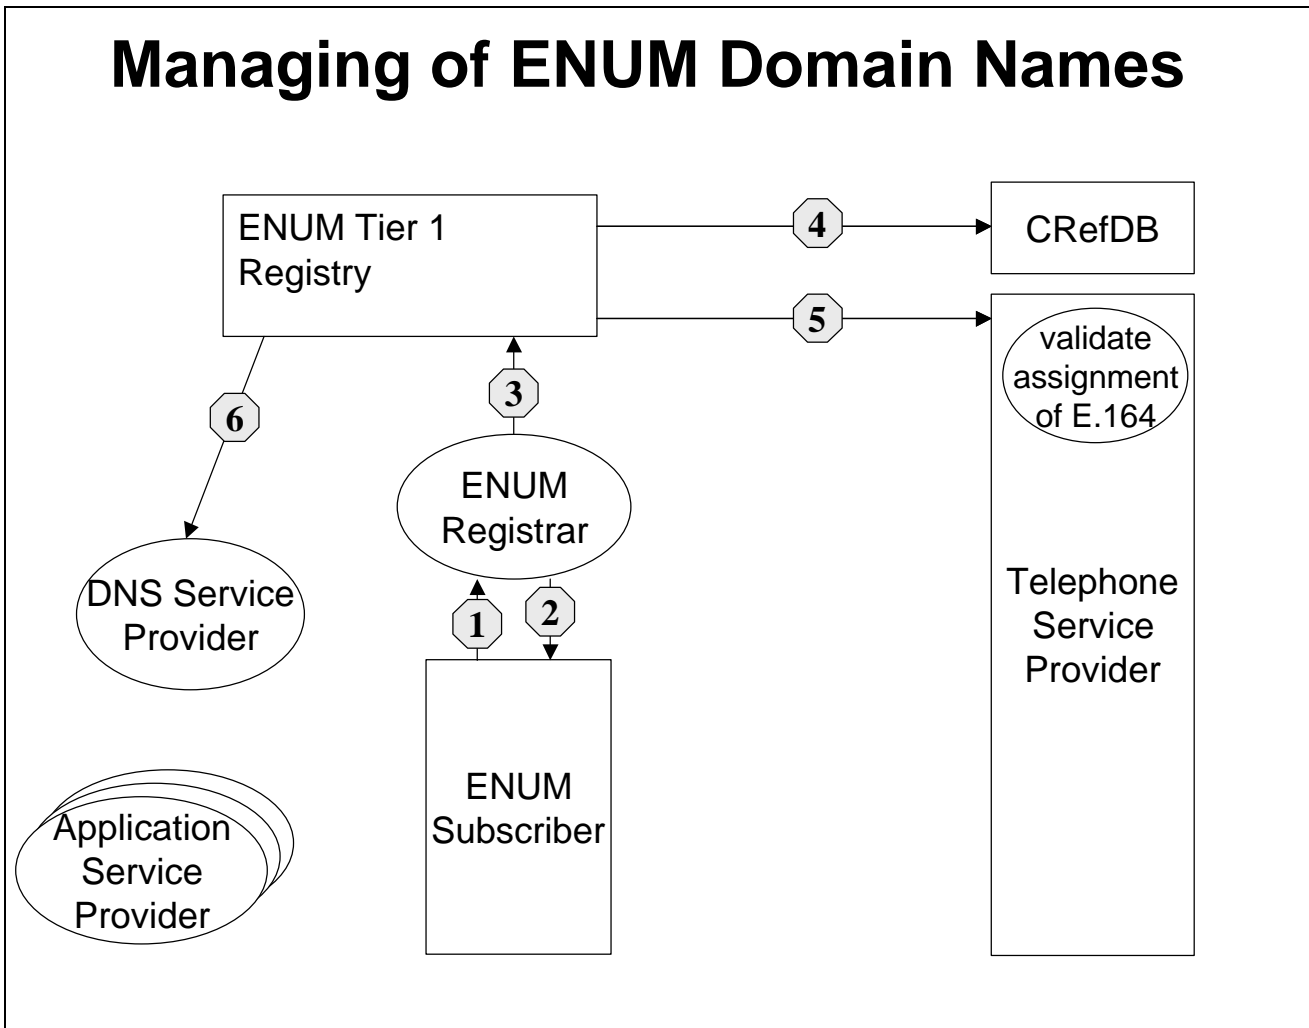 Managing of ENUM Domain Names
ENUM Tier 1
Registry
4
CRefDB
5
validate
assignment
of E.164
3
6
ENUM
Registrar
DNS Service
Provider
1
2
Telephone
Service
Provider
ENUM
Subscriber
Application
Service
Provider